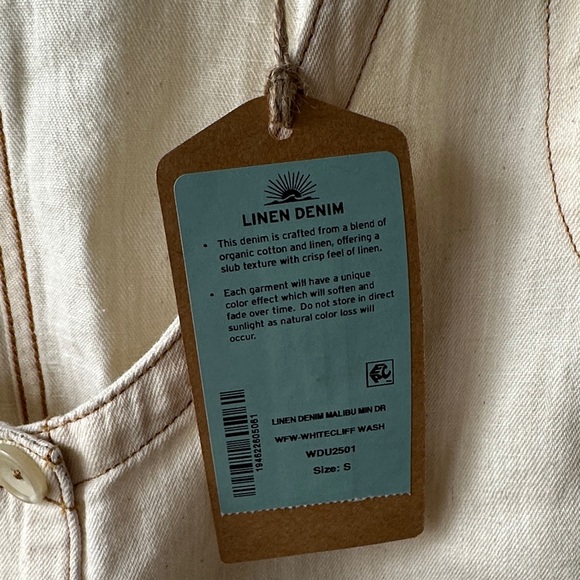 LINEN DENIM
• This denim is crafted from a blend of
organic cotton and linen, offering a
slub texture with crisp feel of linen.
• Each garment will have a unique
color effect which will soften and
fade over time. Do not store in direct
sunlight as natural color loss will
occur.
194622605061
LINEN DENIM MALIBU MIN DR
WFW-WHITECLIFF WASH
WDU2501
Size: S